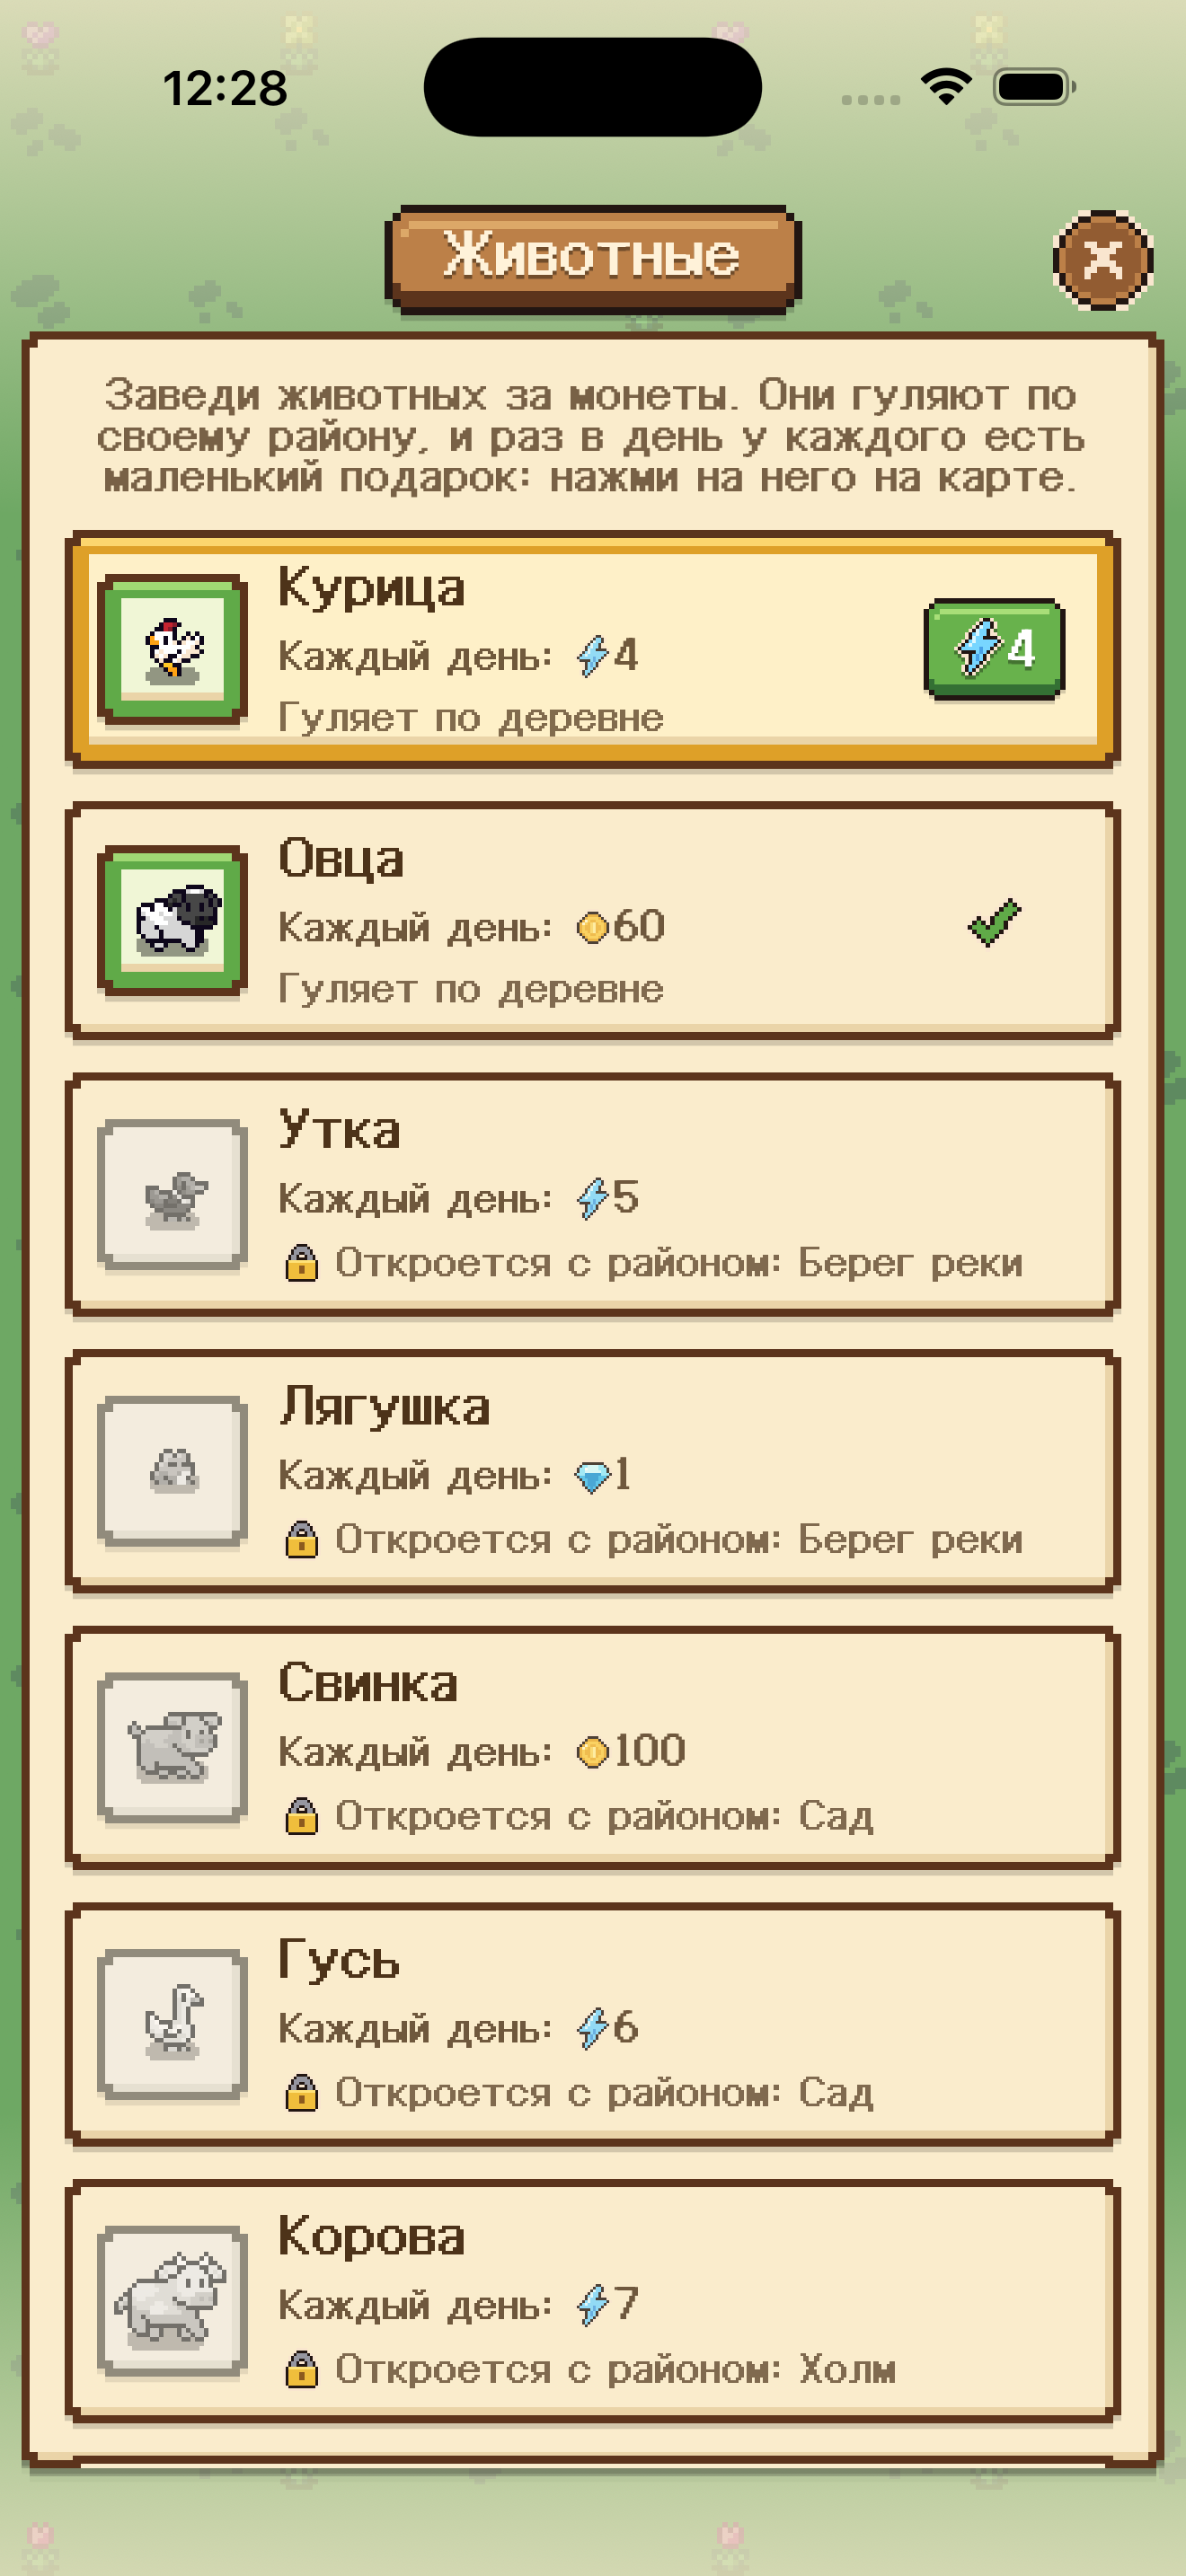 12:28
Животные
Заведи животных за монеты. Они гуляют по
своему району, и раз в день у каждого есть
маленький подарок: нажми на него на карте.
Курица
Каждый день: 4
Гуляет по деревне
4
Овца
Каждый день: 60
Гуляет по деревне
Утка
Каждый день: 5
Откроется с районом: Берег реки
Лягушка
Каждый день: 1
Откроется с районом: Берег реки
Свинка
Каждый день: 100
Откроется с районом: Сад
Гусь
Каждый день: 6
Откроется с районом: Сад
Корова
Каждый день: 7
Откроется с районом: Холм